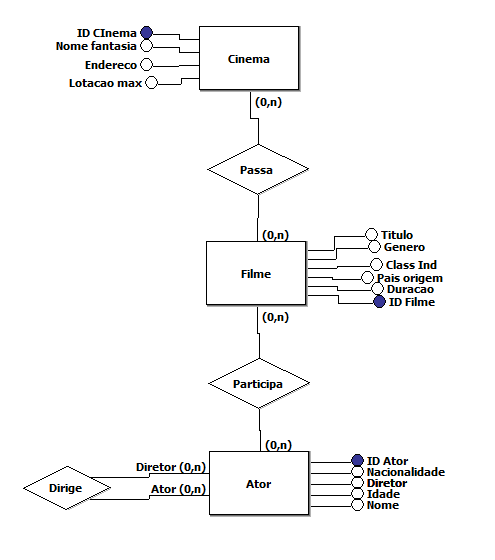 ID CInema
Nome fantasia
Endereco
Lotacao max
Cinema
(0,n)
Passa
(0,n)
Filme
Titulo
Genero
Class Ind
Pais origem
Duracao
ID Filme
(0,n)
Participa
(0,n)
Diretor (0,n)
Ator (0,n)
Dirige
Ator
ID Ator
Nacionalidade
Diretor
Idade
Nome